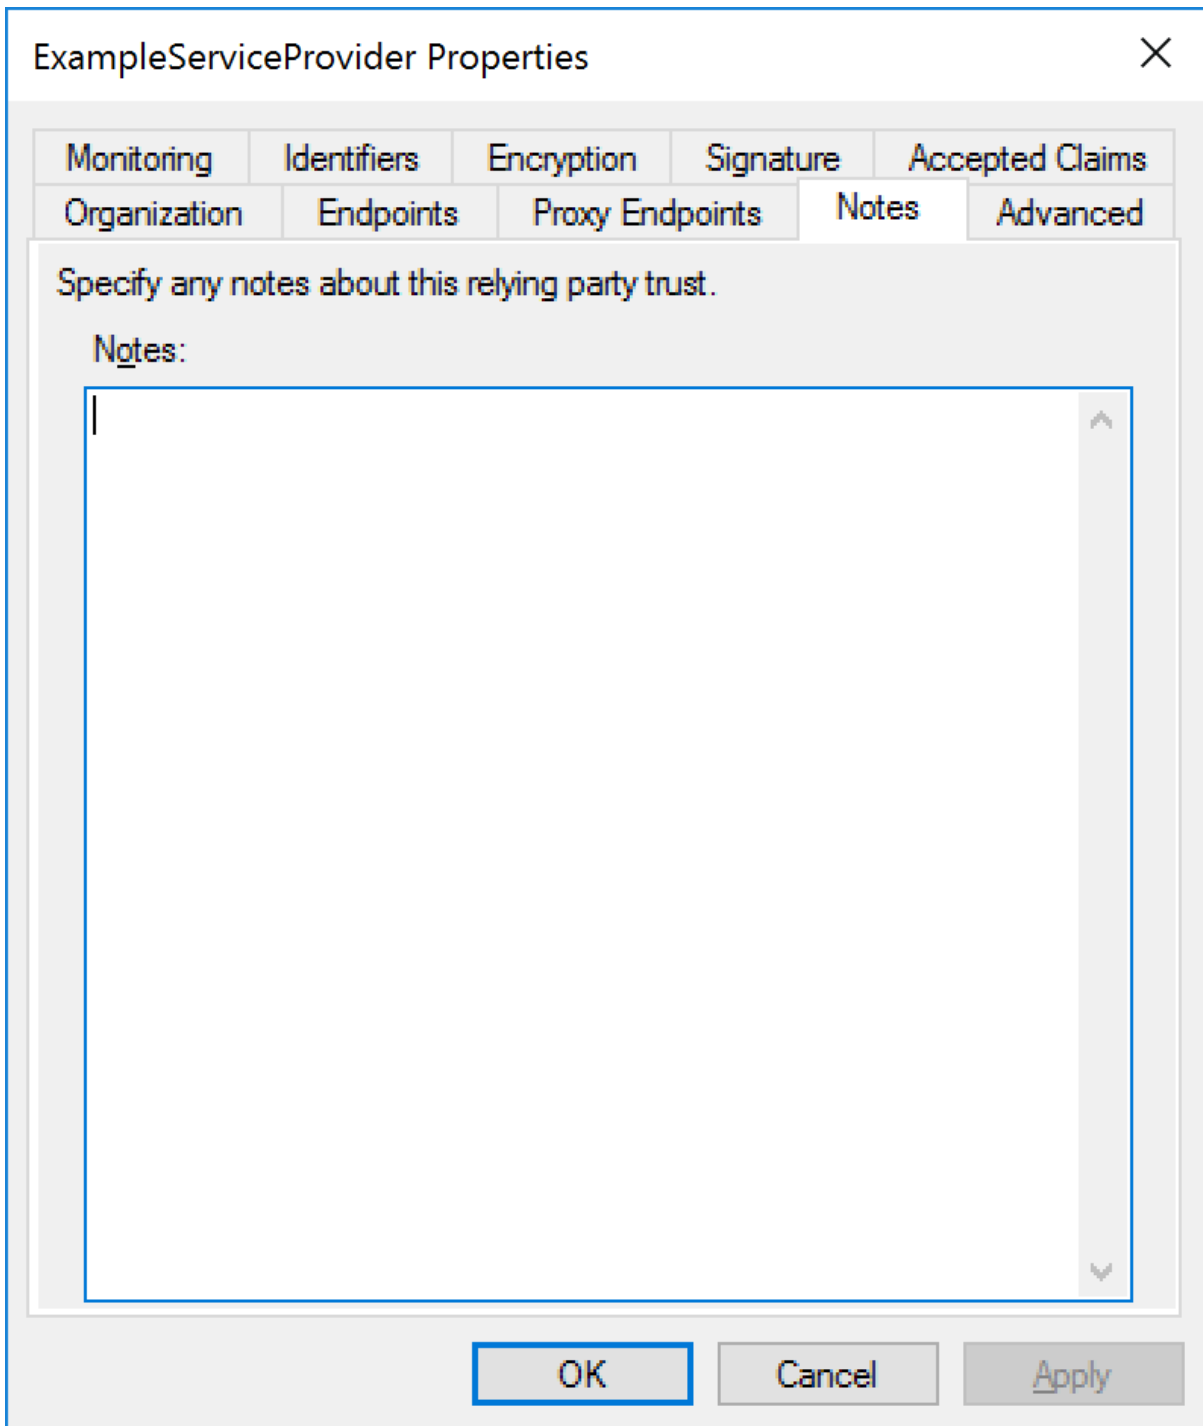 ExampleServiceProvider Properties
Monitoring Identifiers Encryption Signature Accepted Claims
Organization Endpoints Proxy Endpoints Notes Advanced
Specify any notes about this relying party trust.
Notes:
OK Cancel Apply